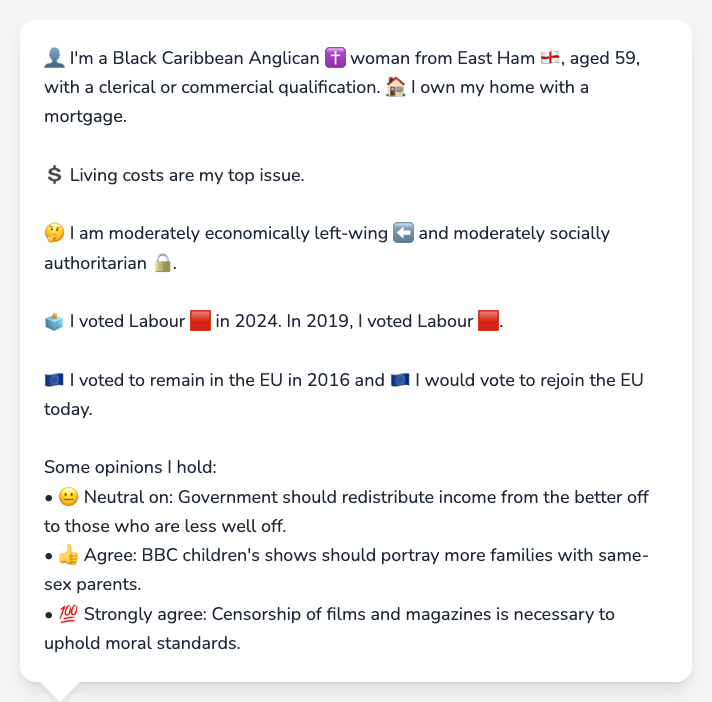 👤 I'm a Black Caribbean Anglican ✝️ woman from East Ham 🏴󠁧󠁢󠁥󠁮󠁧󠁿, aged 59,
with a clerical or commercial qualification. 🏠 I own my home with a
mortgage.
💲 Living costs are my top issue.
🤔 I am moderately economically left-wing ⬅️ and moderately socially
authoritarian 🔒.
🗳️ I voted Labour 🟥 in 2024. In 2019, I voted Labour 🟥.
🇪🇺 I voted to remain in the EU in 2016 and 🇪🇺 I would vote to rejoin the EU
today.
Some opinions I hold:
• 😐 Neutral on: Government should redistribute income from the better off
to those who are less well off.
• 👍 Agree: BBC children's shows should portray more families with same-
sex parents.
• 💯 Strongly agree: Censorship of films and magazines is necessary to
uphold moral standards.